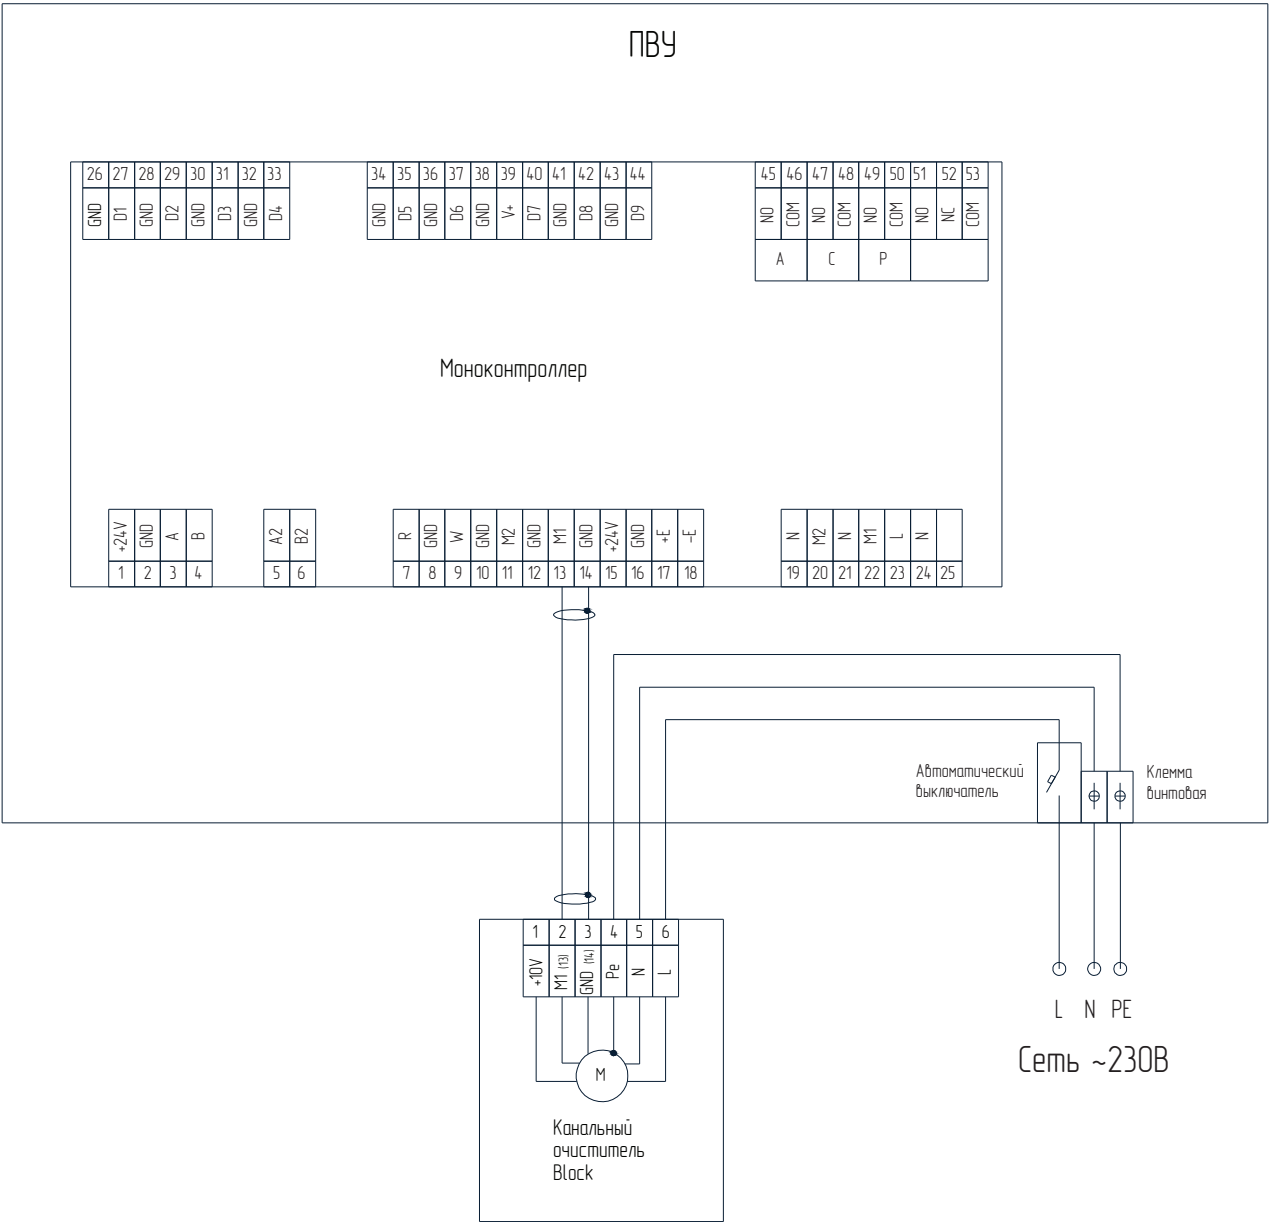 ПВУ
26 27 28 29 30 31 32 33 34 35 36 37 38 39 40 41 42 43 44 45 46 47 48 49 50 51 52 53
GND D1 GND D2 GND D3 GND D4 GND D5 GND D6 GND V+ D7 GND D8 GND D9 NO COM NO COM NO COM NO NC COM
A C P
Моноконтроллер
+24V GND A B A2 B2 R GND W GND M2 GND M1 GND +24V GND +E -E N M2 N M1 L N
1 2 3 4 5 6 7 8 9 10 11 12 13 14 15 16 17 18 19 20 21 22 23 24 25
Автоматический
выключатель
Клемма
винтовая
1 2 3 4 5 6
+10V M1 (13) GND (14) Pe N L
L N PE
Сеть ~230В
M
Канальный
очиститель
Block